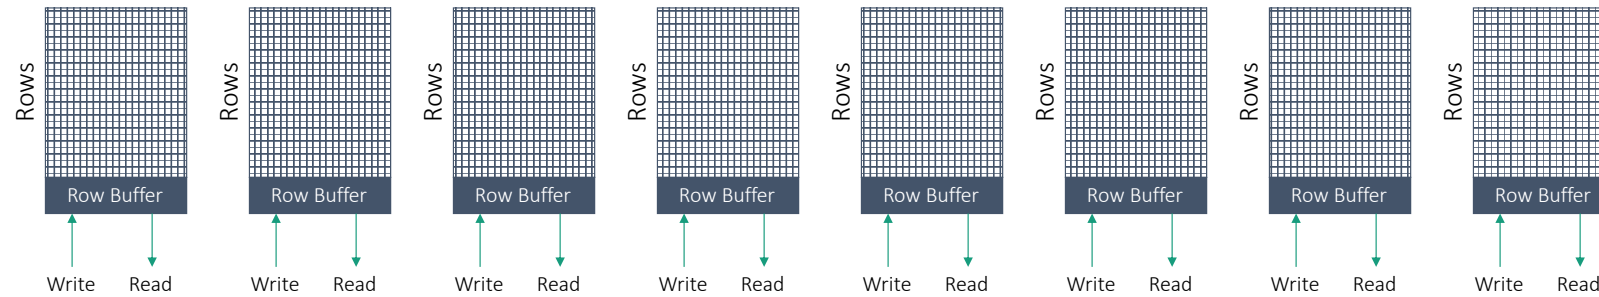 Rows Rows Rows Rows Rows Rows Rows Rows
Row Buffer Row Buffer Row Buffer Row Buffer Row Buffer Row Buffer Row Buffer Row Buffer
Write Read Write Read Write Read Write Read Write Read Write Read Write Read Write Read